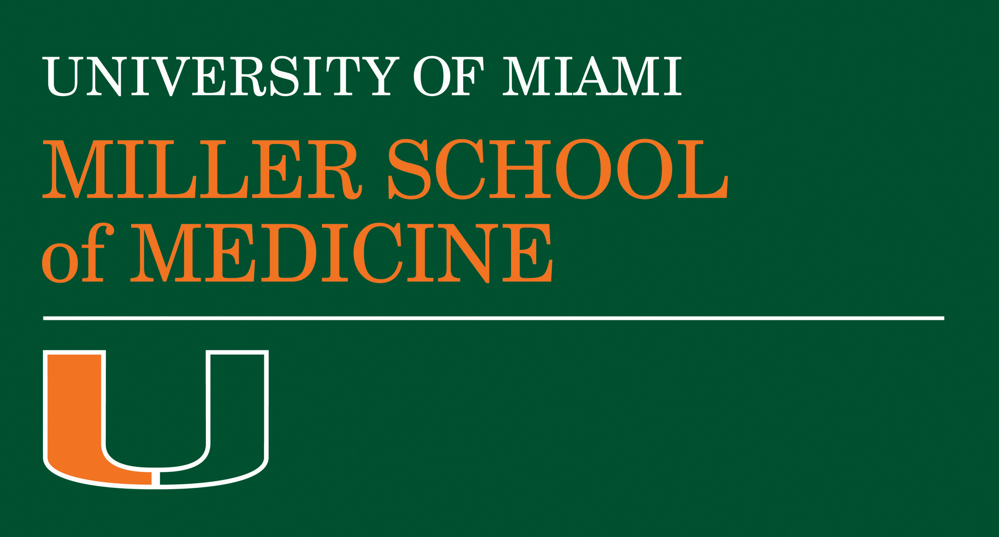 UNIVERSITY OF MIAMI
MILLER SCHOOL
of MEDICINE
U